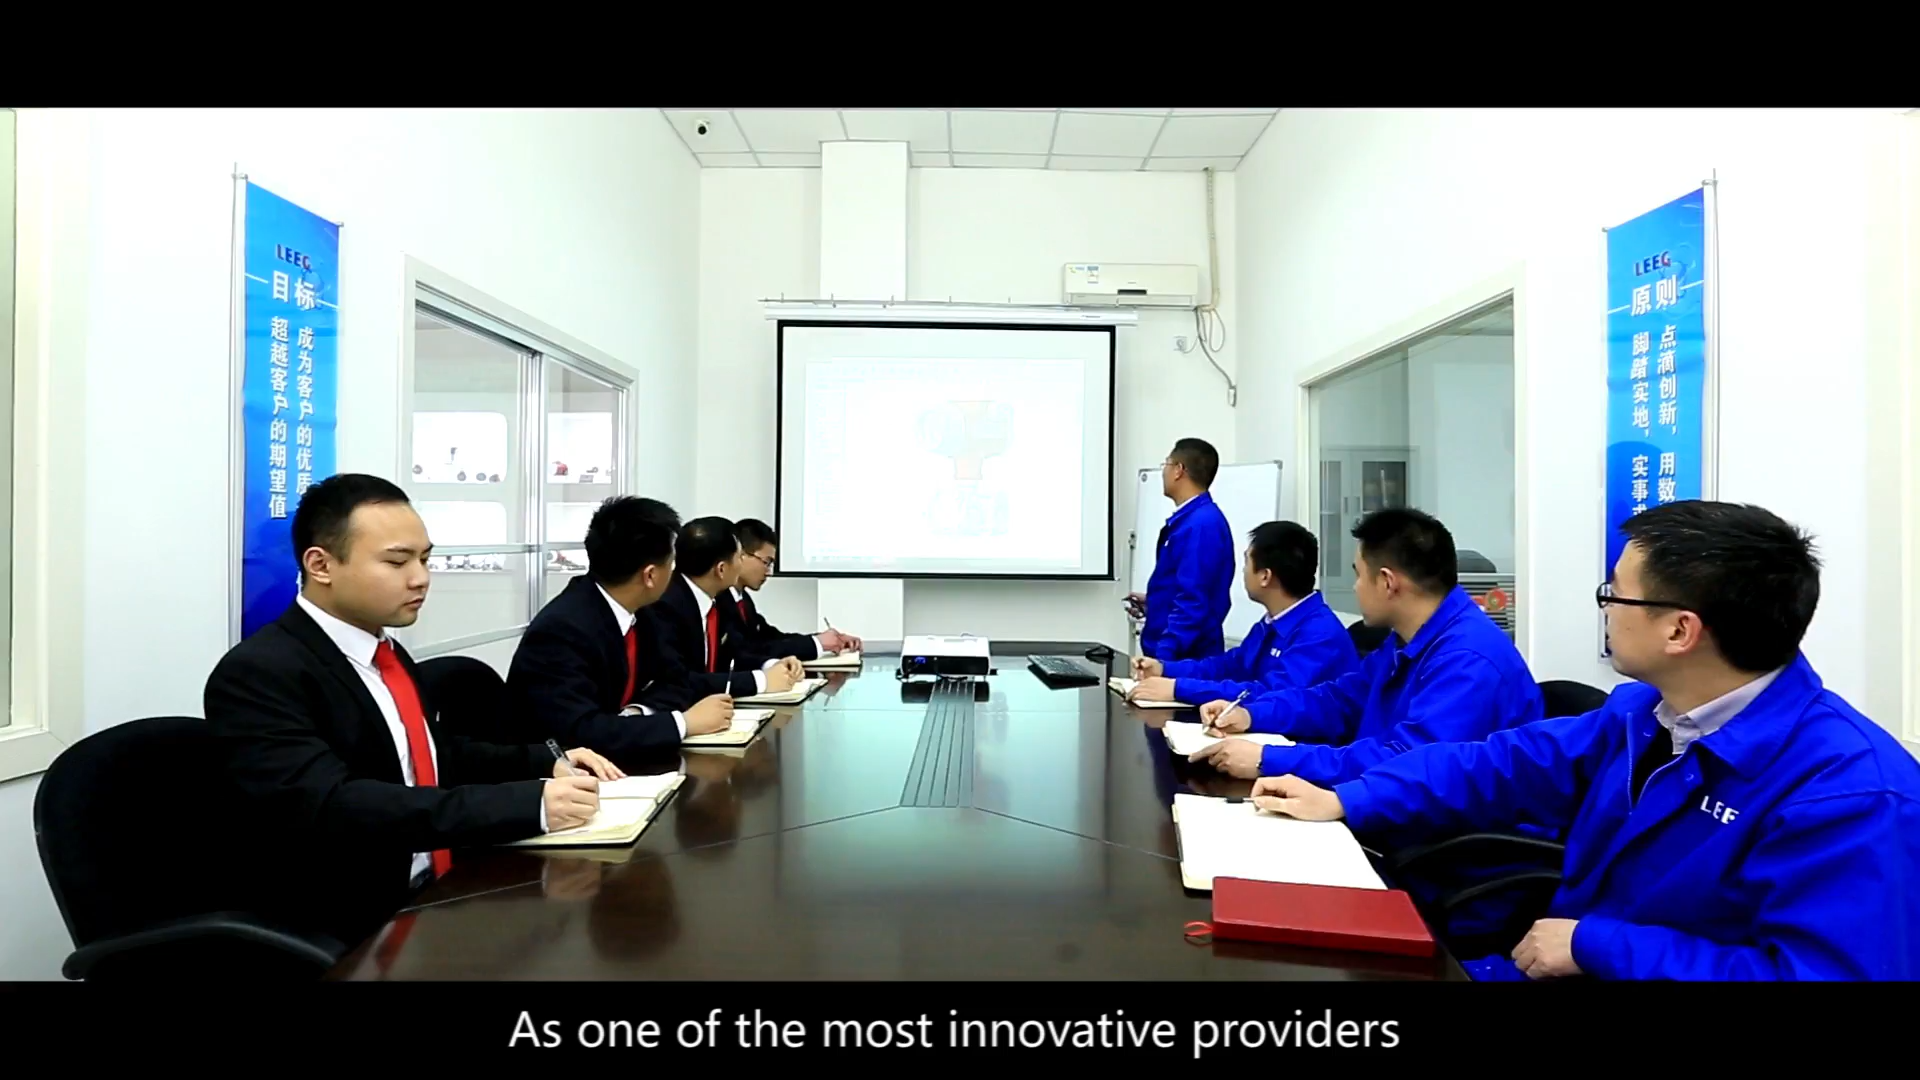 LEEG
目标
成为客户的优质
超越客户的期望值
LEEG
原则
点滴创新，用数
脚踏实地，实事求
LEE
As one of the most innovative providers